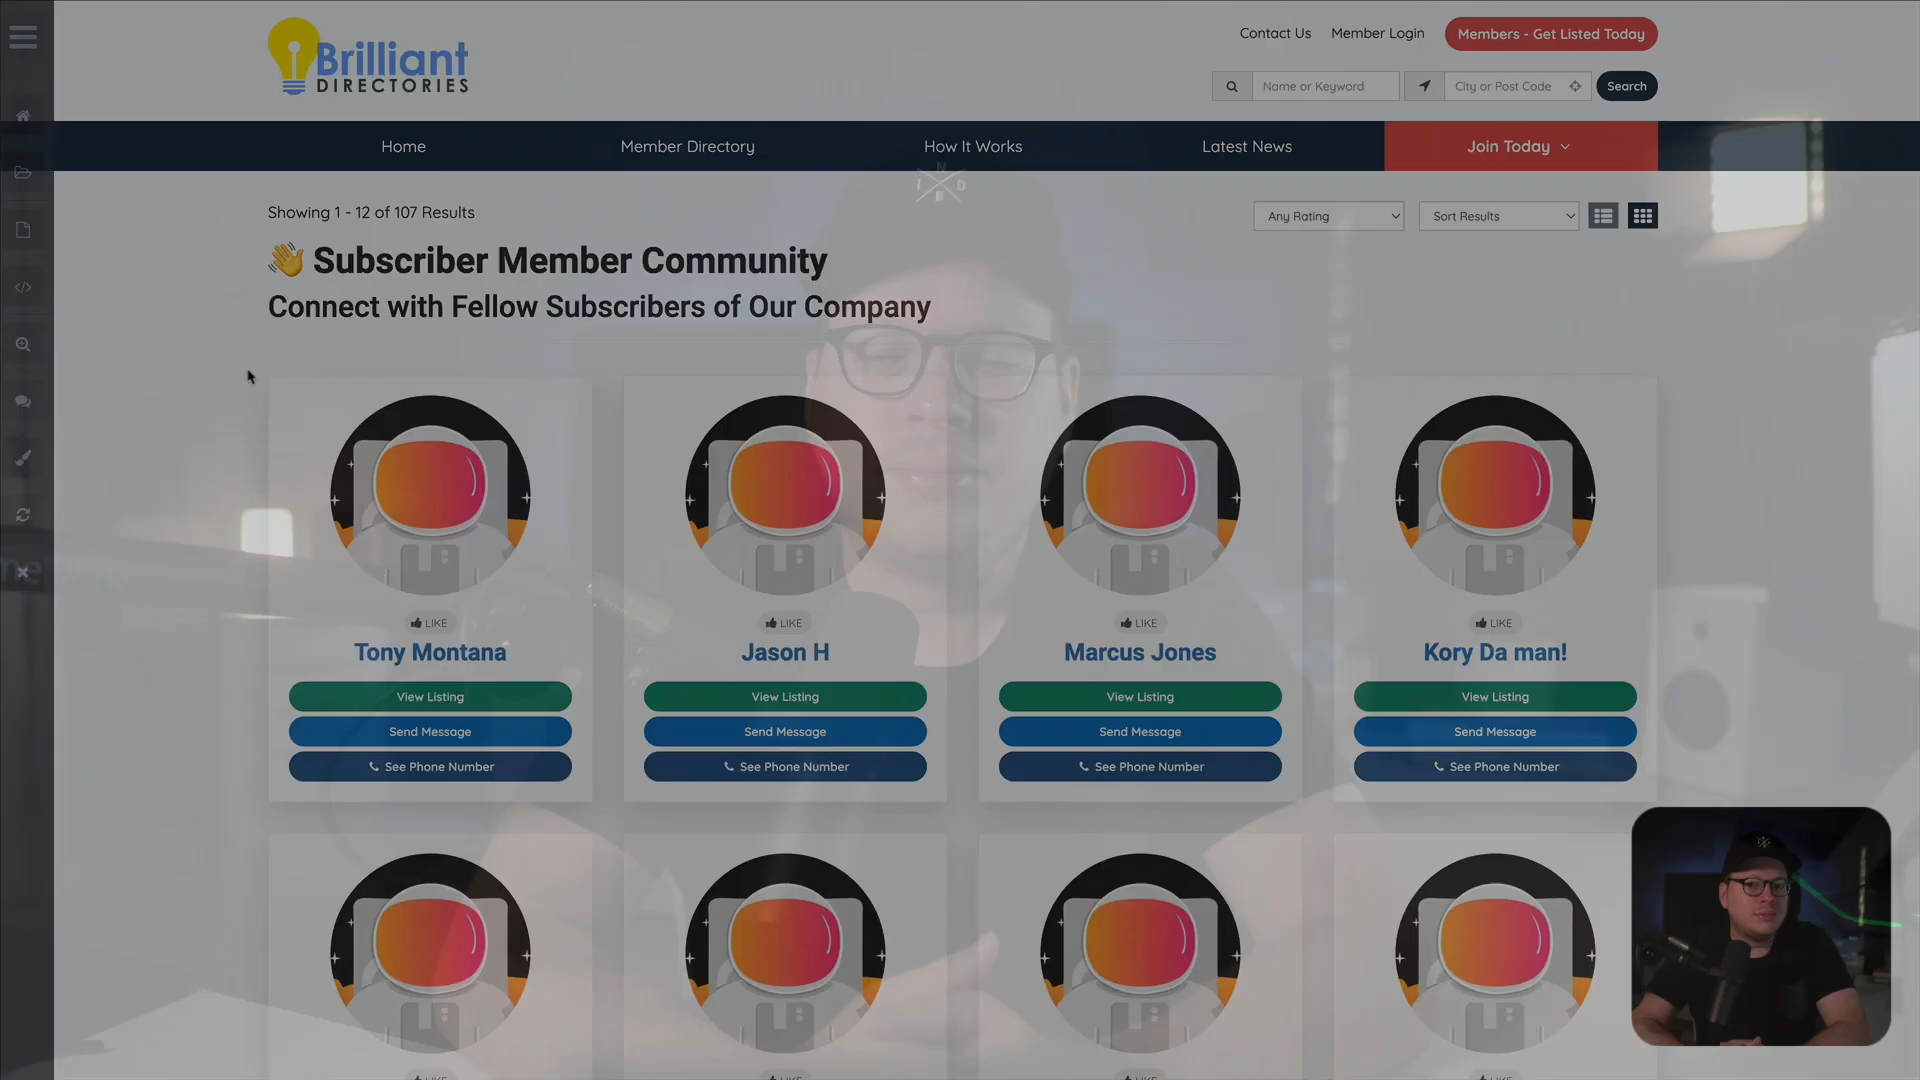 Brilliant
DIRECTORIES
Contact Us
Member Login
Members - Get Listed Today
Name or Keyword
City or Post Code
Search
Home
Member Directory
How It Works
Latest News
Join Today
Showing 1 - 12 of 107 Results
Any Rating
Sort Results
👋 Subscriber Member Community
Connect with Fellow Subscribers of Our Company
LIKE
Tony Montana
View Listing
Send Message
See Phone Number
LIKE
Jason H
View Listing
Send Message
See Phone Number
LIKE
Marcus Jones
View Listing
Send Message
See Phone Number
LIKE
Kory Da man!
View Listing
Send Message
See Phone Number